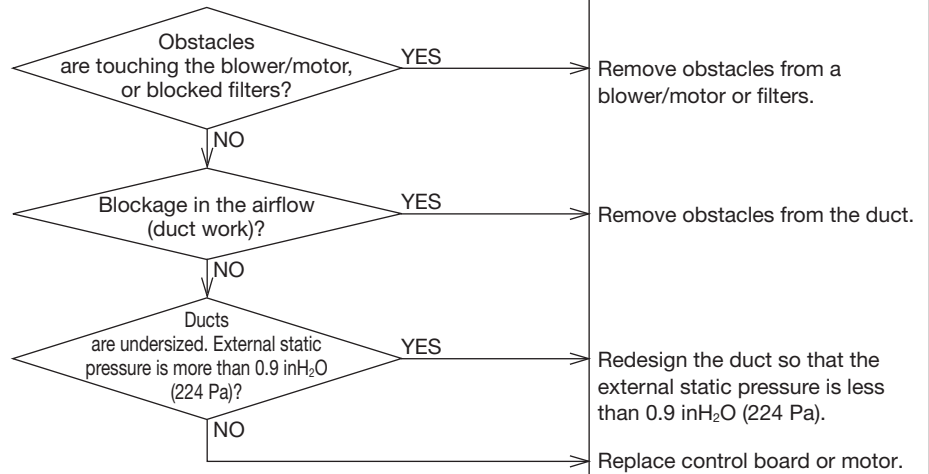 Obstacles
are touching the blower/motor,
or blocked filters?
YES
Remove obstacles from a
blower/motor or filters.
NO
Blockage in the airflow
(duct work)?
YES
Remove obstacles from the duct.
NO
Ducts
are undersized. External static
pressure is more than 0.9 inH₂O
(224 Pa)?
YES
Redesign the duct so that the
external static pressure is less
than 0.9 inH₂O (224 Pa).
NO
Replace control board or motor.